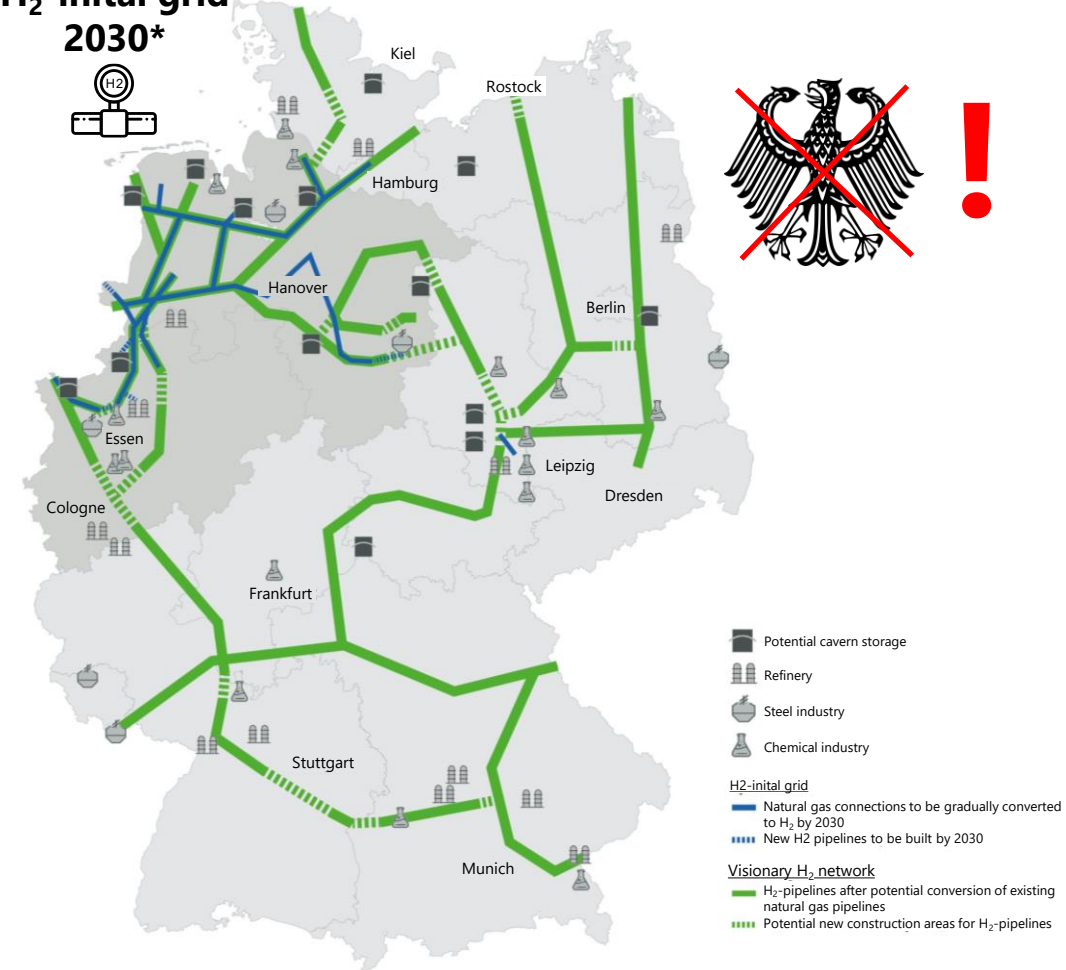 H₂-inital grid
2030*
H2
Kiel
Rostock
Hamburg
Hanover
Berlin
Essen
Leipzig
Cologne
Dresden
Frankfurt
Stuttgart
Munich
Potential cavern storage
Refinery
Steel industry
Chemical industry
H2-inital grid
Natural gas connections to be gradually converted
to H₂ by 2030
New H2 pipelines to be built by 2030
Visionary H₂ network
H₂-pipelines after potential conversion of existing
natural gas pipelines
Potential new construction areas for H₂-pipelines